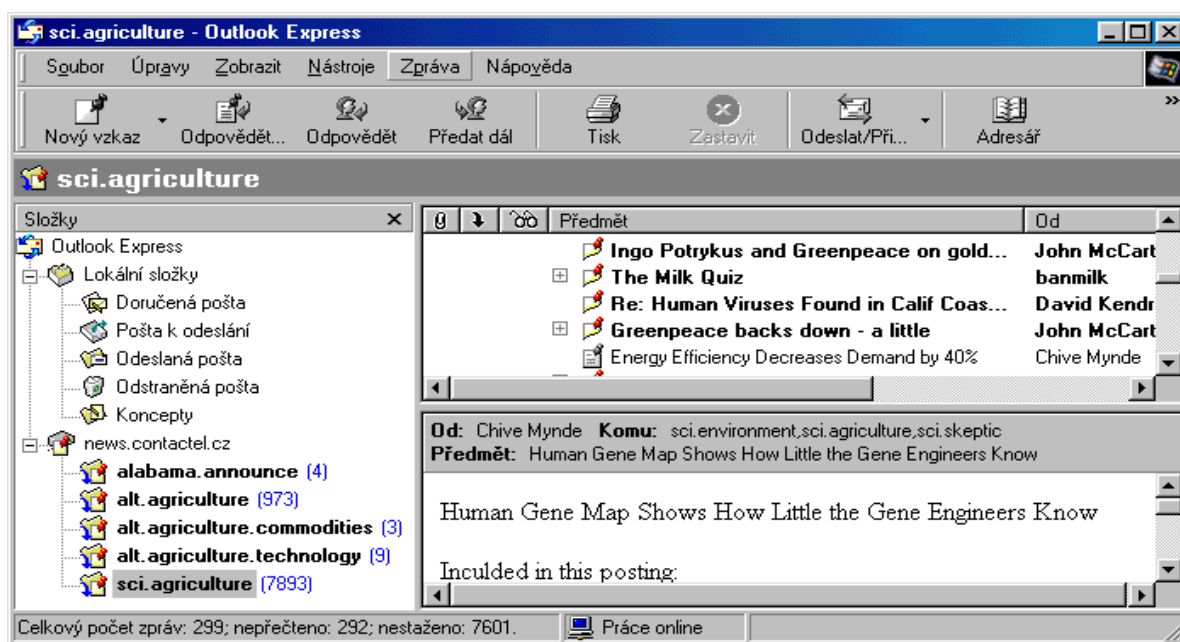 sci.agriculture - Outlook Express
Soubor Úpravy Zobrazit Nástroje Zpráva Nápověda
Nový vzkaz Odpovědět... Odpovědět Předat dál Tisk Zastavit Odeslat/Při... Adresář
sci.agriculture
Složky
Outlook Express
Lokální složky
Doručená pošta
Pošta k odeslání
Odeslaná pošta
Odstraněná pošta
Koncepty
news.contactel.cz
alabama.announce (4)
alt.agriculture (973)
alt.agriculture.commodities (3)
alt.agriculture.technology (9)
sci.agriculture (7893)
Předmět Od
Ingo Potrykus and Greenpeace on gold... John McCart
The Milk Quiz banmilk
Re: Human Viruses Found in Calif Coas... David Kendr
Greenpeace backs down - a little John McCart
Energy Efficiency Decreases Demand by 40% Chive Mynde
Od: Chive Mynde Komu: sci.environment,sci.agriculture,sci.skeptic
Předmět: Human Gene Map Shows How Little the Gene Engineers Know
Human Gene Map Shows How Little the Gene Engineers Know
Inculded in this posting:
Celkový počet zpráv: 299; nepřečteno: 292; nestaženo: 7601. Práce online